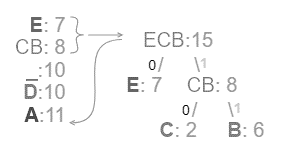 E: 7
CB: 8
_:10
D:10
A:11
ECB:15
0/ \1
E: 7 CB: 8
0/ \1
C: 2 B: 6